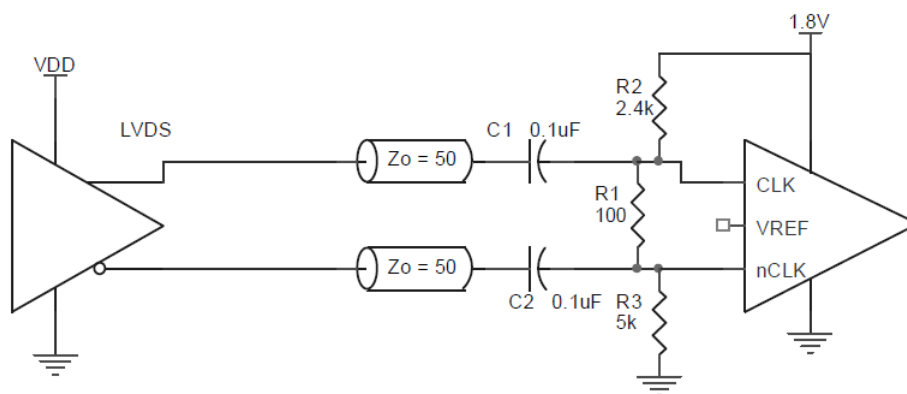 1.8V
VDD
R2
2.4k
LVDS
C1 0.1uF
Zo = 50
CLK
R1
100
VREF
Zo = 50
nCLK
C2 0.1uF
R3
5k